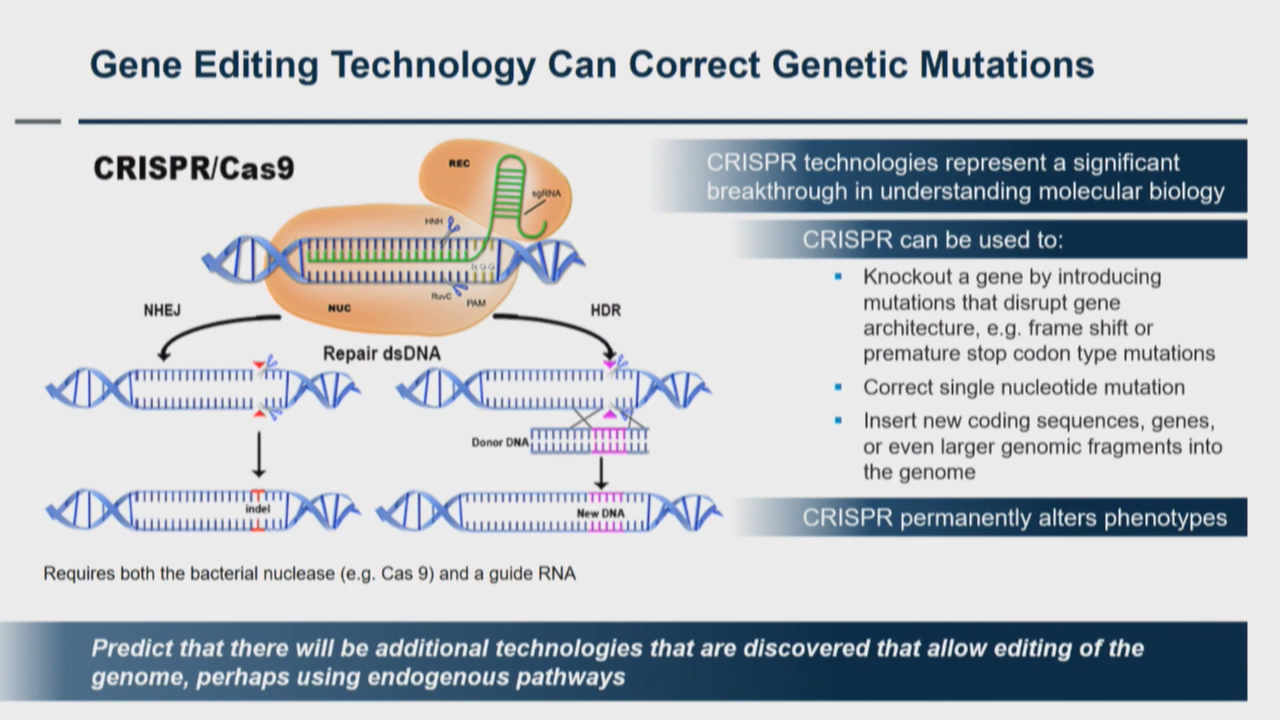 Gene Editing Technology Can Correct Genetic Mutations
CRISPR/Cas9
REC
sgRNA
HNH
NGG
RuvC
PAM
NUC
NHEJ
HDR
Repair dsDNA
Donor DNA
indel
New DNA
Requires both the bacterial nuclease (e.g. Cas 9) and a guide RNA
CRISPR technologies represent a significant
breakthrough in understanding molecular biology
CRISPR can be used to:
▪ Knockout a gene by introducing
mutations that disrupt gene
architecture, e.g. frame shift or
premature stop codon type mutations
▪ Correct single nucleotide mutation
▪ Insert new coding sequences, genes,
or even larger genomic fragments into
the genome
CRISPR permanently alters phenotypes
Predict that there will be additional technologies that are discovered that allow editing of the
genome, perhaps using endogenous pathways